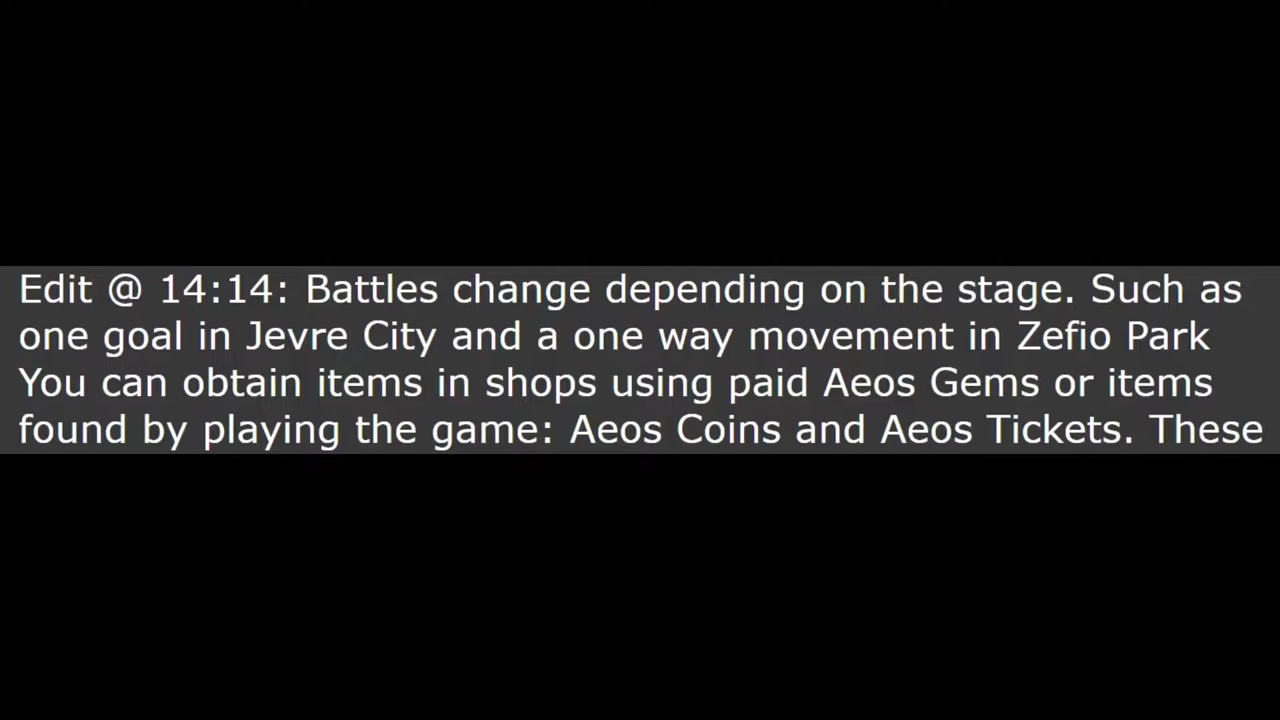 Edit @ 14:14: Battles change depending on the stage. Such as
one goal in Jevre City and a one way movement in Zefio Park
You can obtain items in shops using paid Aeos Gems or items
found by playing the game: Aeos Coins and Aeos Tickets. These